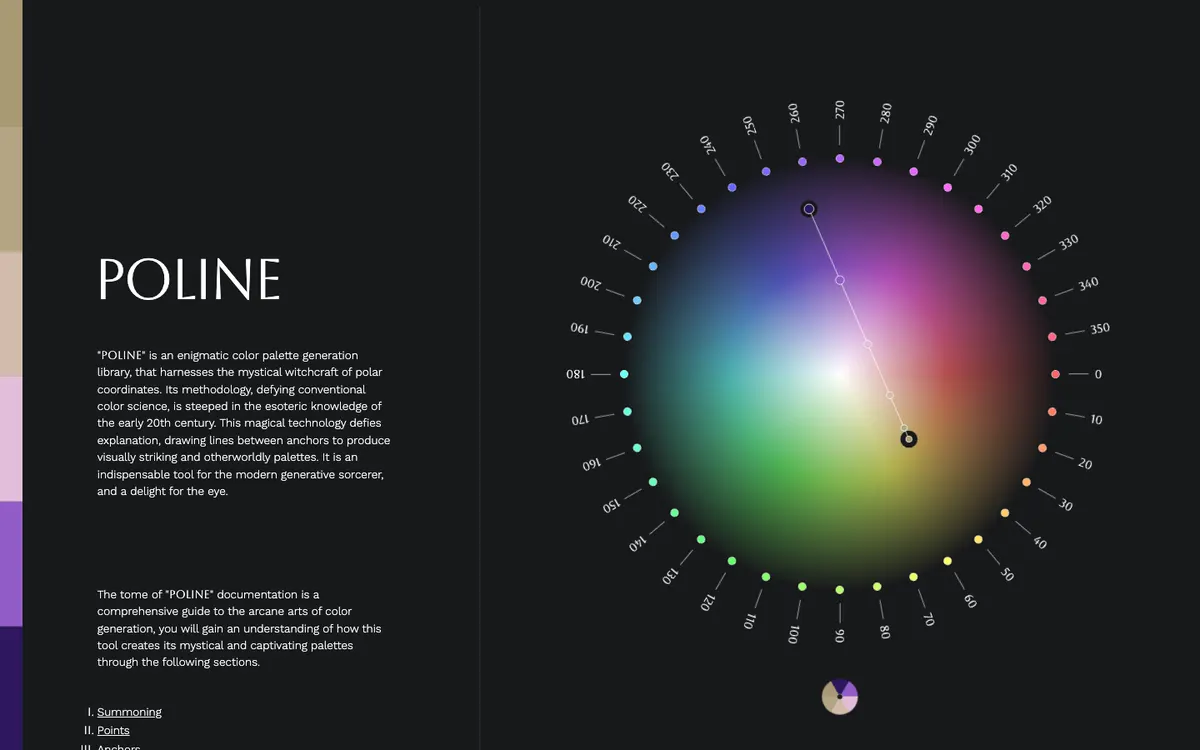 POLINE
"POLINE" is an enigmatic color palette generation
library, that harnesses the mystical witchcraft of polar
coordinates. Its methodology, defying conventional
color science, is steeped in the esoteric knowledge of
the early 20th century. This magical technology defies
explanation, drawing lines between anchors to produce
visually striking and otherworldly palettes. It is an
indispensable tool for the modern generative sorcerer,
and a delight for the eye.
The tome of "POLINE" documentation is a
comprehensive guide to the arcane arts of color
generation, you will gain an understanding of how this
tool creates its mystical and captivating palettes
through the following sections.
I. Summoning
II. Points
III. Anchors
0
10
20
30
40
50
60
70
80
90
100
110
120
130
140
150
160
170
180
190
200
210
220
230
240
250
260
270
280
290
300
310
320
330
340
350